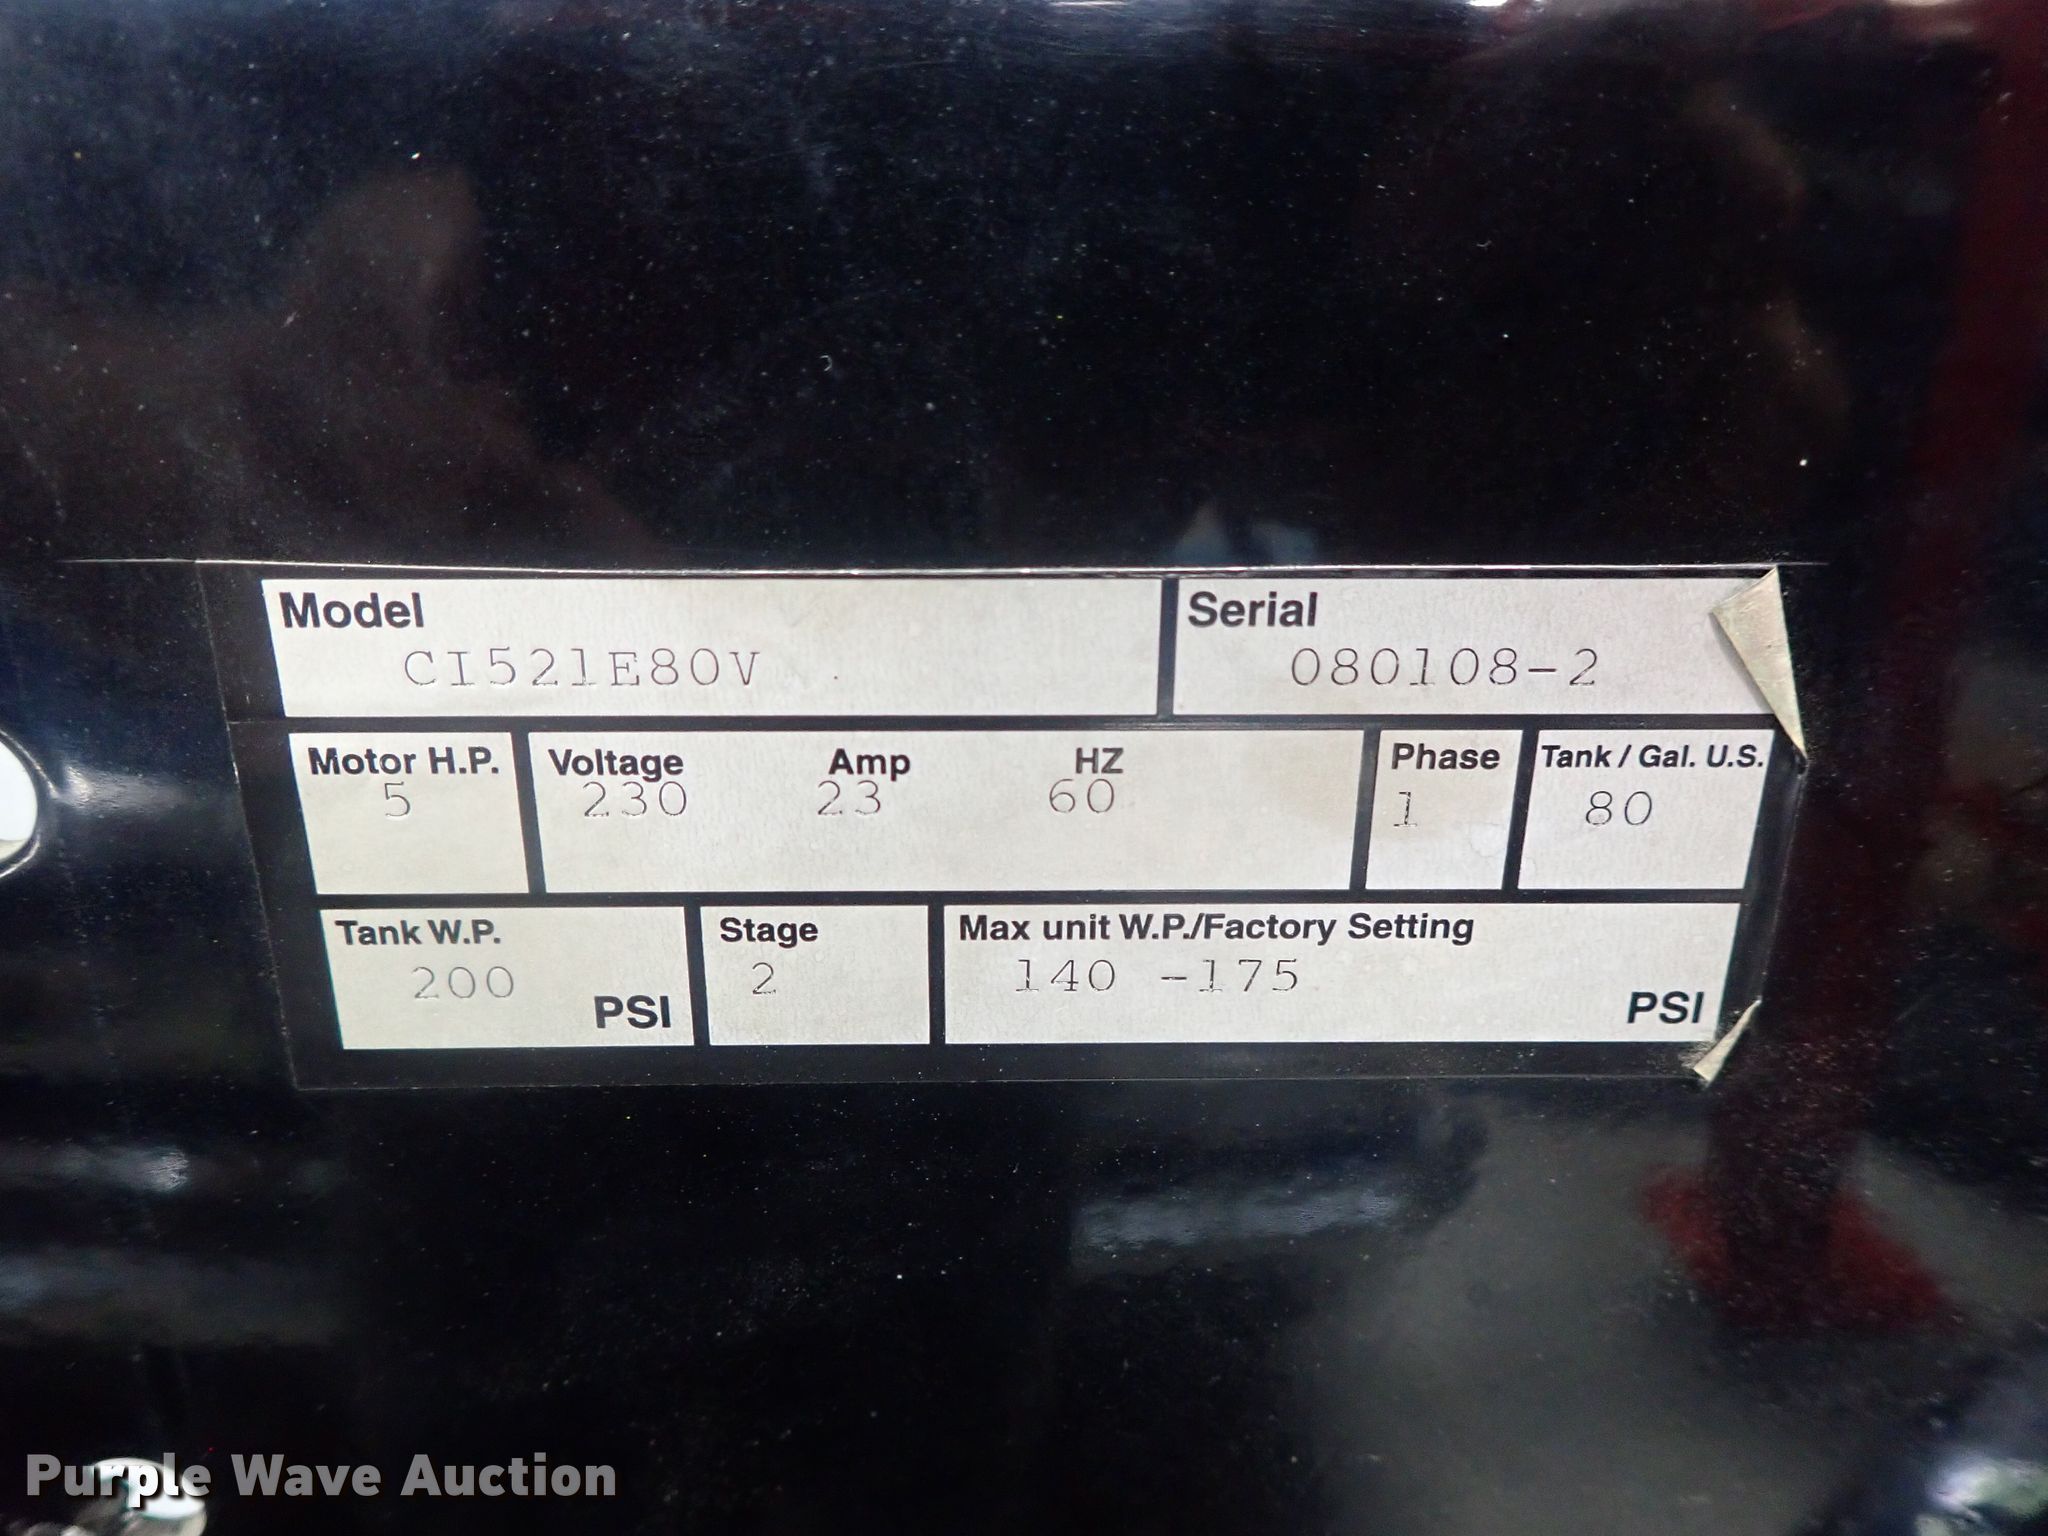 Model
CI521E80V
Serial
080108-2
Motor H.P.
5
Voltage Amp HZ
230 23 60
Phase
1
Tank / Gal. U.S.
80
Tank W.P.
200
PSI
Stage
2
Max unit W.P./Factory Setting
140 -175
PSI
Purple Wave Auction